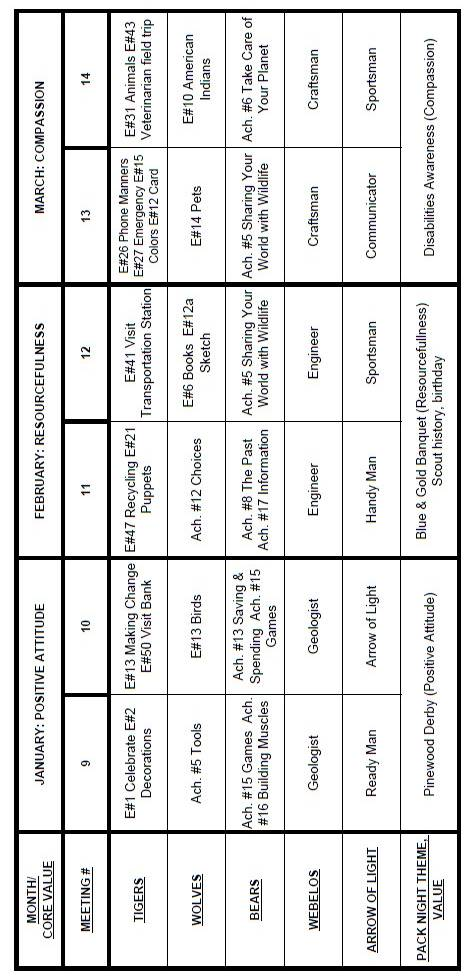 MONTH/
CORE VALUE
JANUARY: POSITIVE ATTITUDE
FEBRUARY: RESOURCEFULNESS
MARCH: COMPASSION
MEETING #
9
10
11
12
13
14
TIGERS
E#1 Celebrate E#2
Decorations
E#13 Making Change
E#50 Visit Bank
E#47 Recycling E#21
Puppets
E#41 Visit
Transportation Station
E#26 Phone Manners
E#27 Emergency E#15
Colors E#12 Card
E#31 Animals E#43
Veterinarian field trip
WOLVES
Ach. #5 Tools
E#13 Birds
Ach. #12 Choices
E#6 Books E#12a
Sketch
E#14 Pets
E#10 American
Indians
BEARS
Ach. #15 Games Ach.
#16 Building Muscles
Ach. #13 Saving &
Spending Ach. #15
Games
Ach. #8 The Past
Ach. #17 Information
Ach. #5 Sharing Your
World with Wildlife
Ach. #5 Sharing Your
World with Wildlife
Ach. #6 Take Care of
Your Planet
WEBELOS
Geologist
Geologist
Engineer
Engineer
Craftsman
Craftsman
ARROW OF LIGHT
Ready Man
Arrow of Light
Handy Man
Sportsman
Communicator
Sportsman
PACK NIGHT THEME,
VALUE
Pinewood Derby (Positive Attitude)
Blue & Gold Banquet (Resourcefullness)
Scout history, birthday
Disabilities Awareness (Compassion)